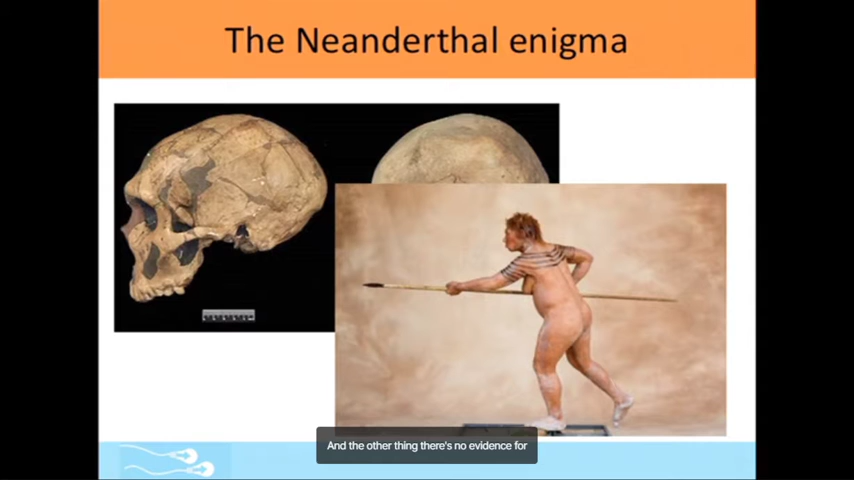 The Neanderthal enigma
And the other thing there's no evidence for